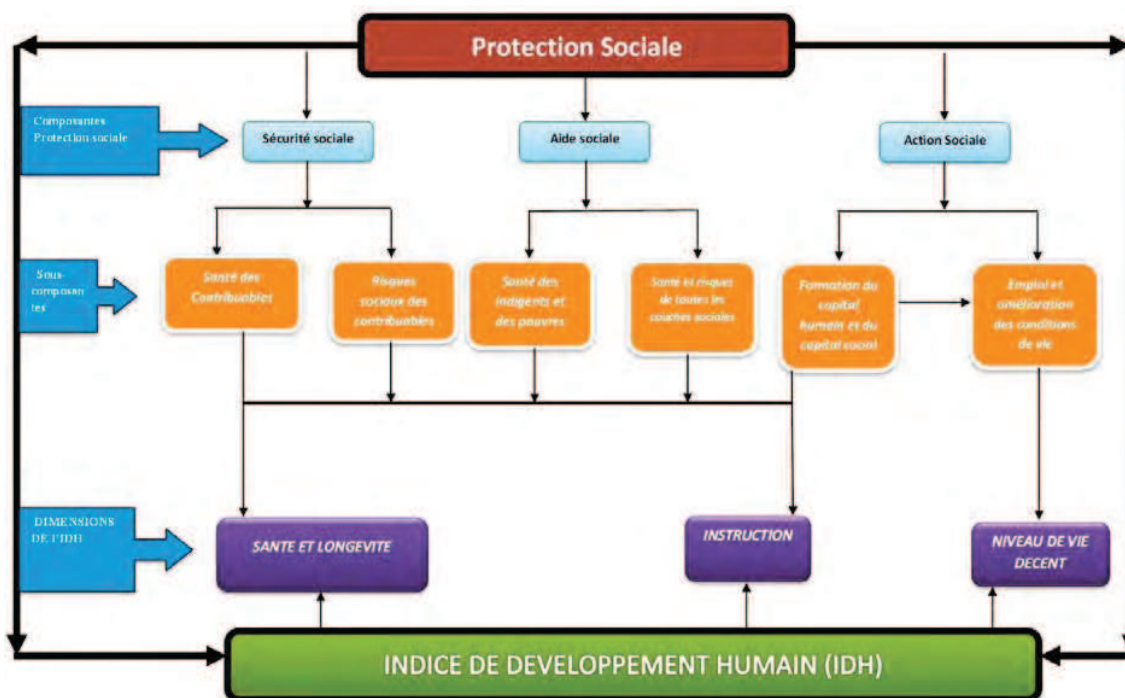 Protection Sociale
Composantes
Protection sociale
Sécurité sociale
Aide sociale
Action Sociale
Sous-
composan
tes
Santé des
Contribuables
Risques
sociaux des
contribuables
Santé des
indigents et
des pauvres
Santé et risques
de toutes les
couches sociales
Formation du
capital
humain et du
capital social
Emploi et
amélioration
des conditions
de vie
DIMENSIONS
DE l'IDH
SANTE ET LONGEVITE
INSTRUCTION
NIVEAU DE VIE
DECENT
INDICE DE DEVELOPPEMENT HUMAIN (IDH)